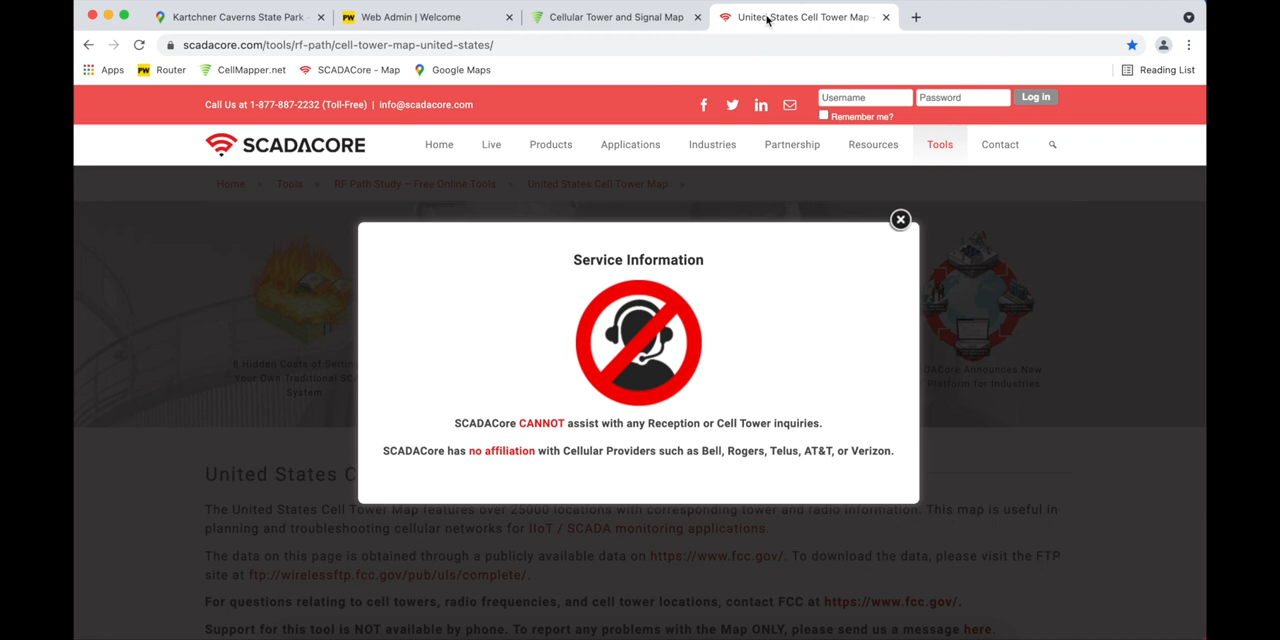 Kartchner Caverns State Park
Web Admin | Welcome
Cellular Tower and Signal Map
United States Cell Tower Map
scadacore.com/tools/rf-path/cell-tower-map-united-states/
Apps
PW Router
CellMapper.net
SCADACore - Map
Google Maps
Reading List
Call Us at 1-877-887-2232 (Toll-Free) | info@scadacore.com
Username
Password
Log in
Remember me?
SCADACORE
Home
Live
Products
Applications
Industries
Partnership
Resources
Tools
Contact
Home
Tools
RF Path Study – Free Online Tools
United States Cell Tower Map
Service Information
SCADACore CANNOT assist with any Reception or Cell Tower inquiries.
SCADACore has no affiliation with Cellular Providers such as Bell, Rogers, Telus, AT&T, or Verizon.
6 Hidden Costs of Settin
Your Own Traditional SC
System
DACore Announces New
Platform for Industries
United States C
The United States Cell Tower Map features over 25000 locations with corresponding tower and radio information. This map is useful in
planning and troubleshooting cellular networks for IIoT / SCADA monitoring applications.
The data on this page is obtained through a publicly available data on https://www.fcc.gov/. To download the data, please visit the FTP
site at ftp://wirelessftp.fcc.gov/pub/uls/complete/.
For questions relating to cell towers, radio frequencies, and cell tower locations, contact FCC at https://www.fcc.gov/.
Support for this tool is NOT available by phone. To report any problems with the Map ONLY, please send us a message here.